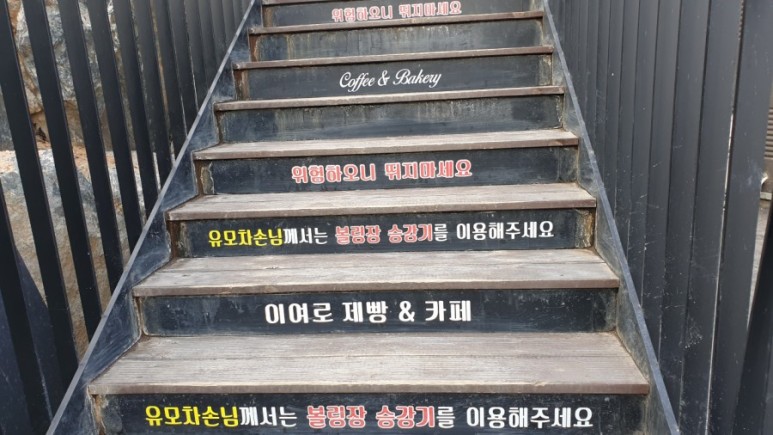 위험하오니 뛰지마세요
Coffee & Bakery
위험하오니 뛰지마세요
유모차손님께서는 볼링장 승강기를 이용해주세요
이여로 제빵 & 카페
유모차손님께서는 볼링장 승강기를 이용해주세요